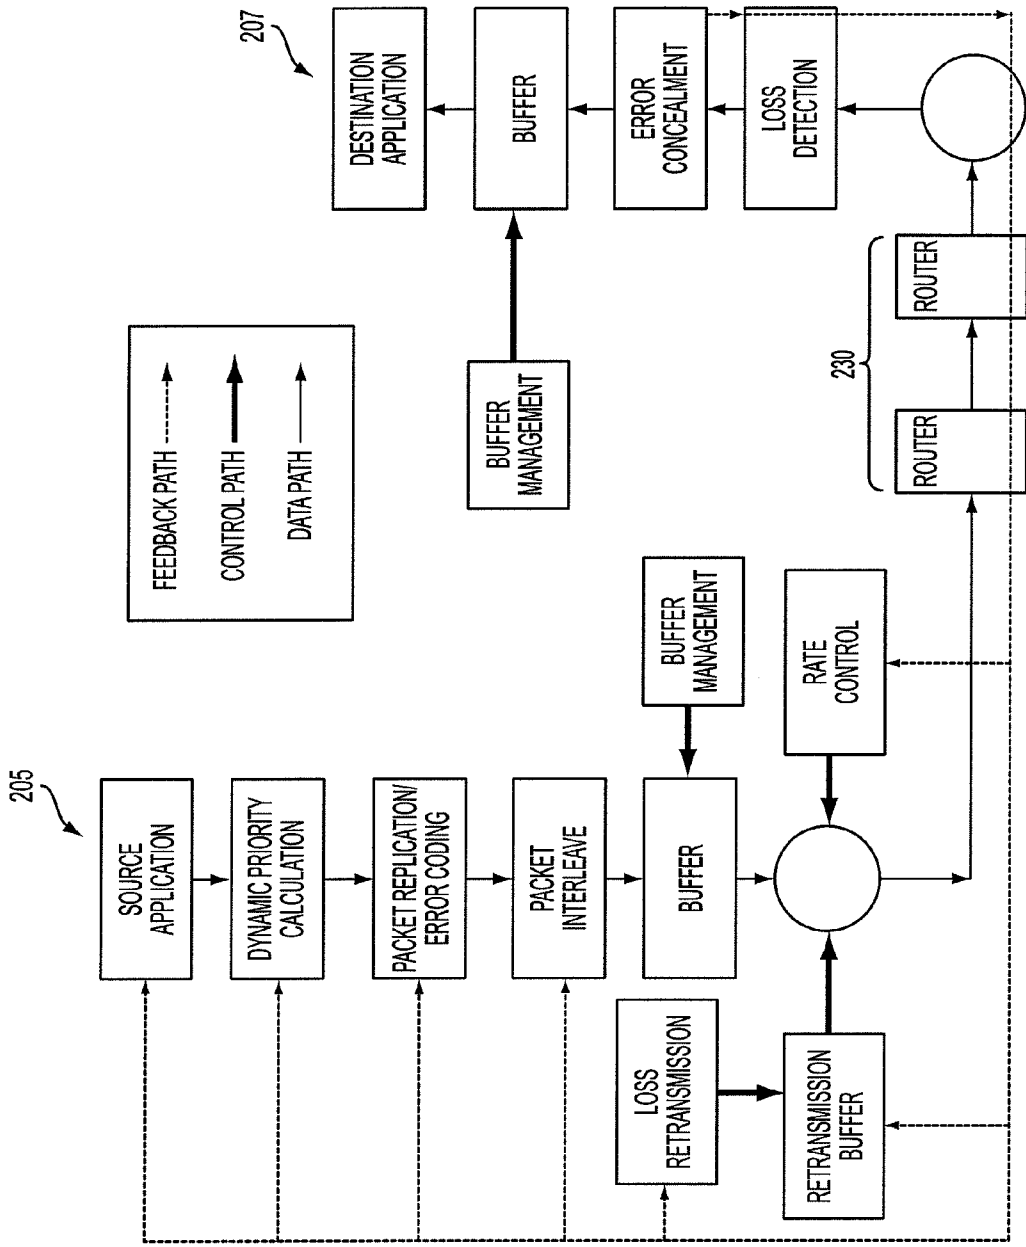 205
SOURCE
APPLICATION
DYNAMIC PRIORITY
CALCULATION
PACKET REPLICATION/
ERROR CODING
PACKET
INTERLEAVE
BUFFER
BUFFER
MANAGEMENT
LOSS
RETRANSMISSION
RETRANSMISSION
BUFFER
RATE
CONTROL
FEEDBACK PATH
CONTROL PATH
DATA PATH
230
ROUTER
ROUTER
207
DESTINATION
APPLICATION
BUFFER
BUFFER
MANAGEMENT
ERROR
CONCEALMENT
LOSS
DETECTION